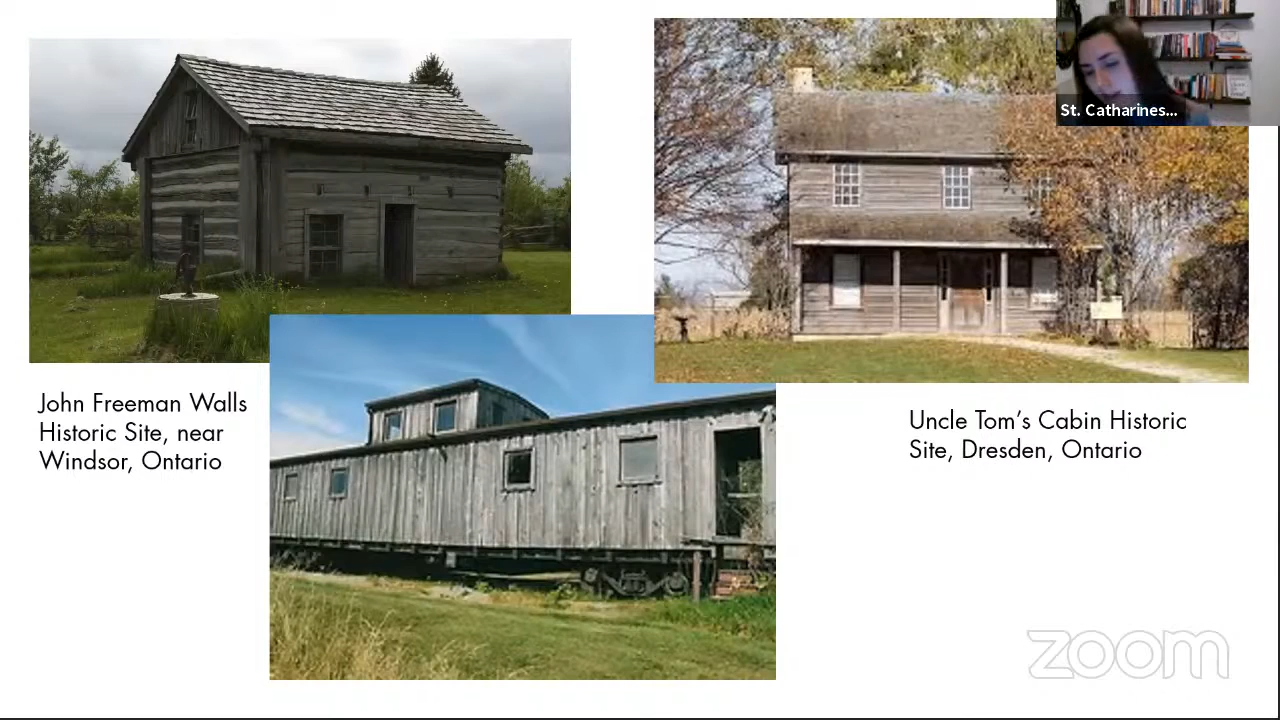 St. Catharines...
John Freeman Walls
Historic Site, near
Windsor, Ontario
Uncle Tom’s Cabin Historic
Site, Dresden, Ontario
zoom